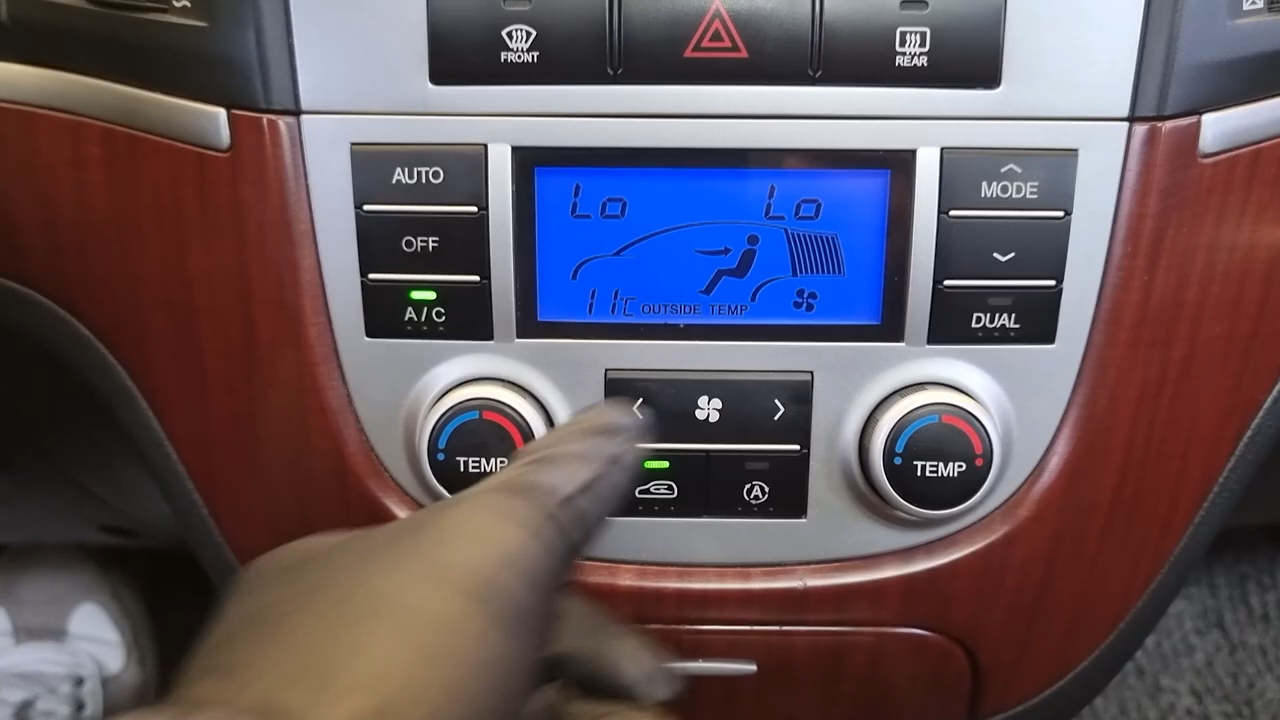 FRONT
REAR
AUTO
OFF
A/C
Lo
Lo
11c OUTSIDE TEMP
MODE
DUAL
TEMP
TEMP
A